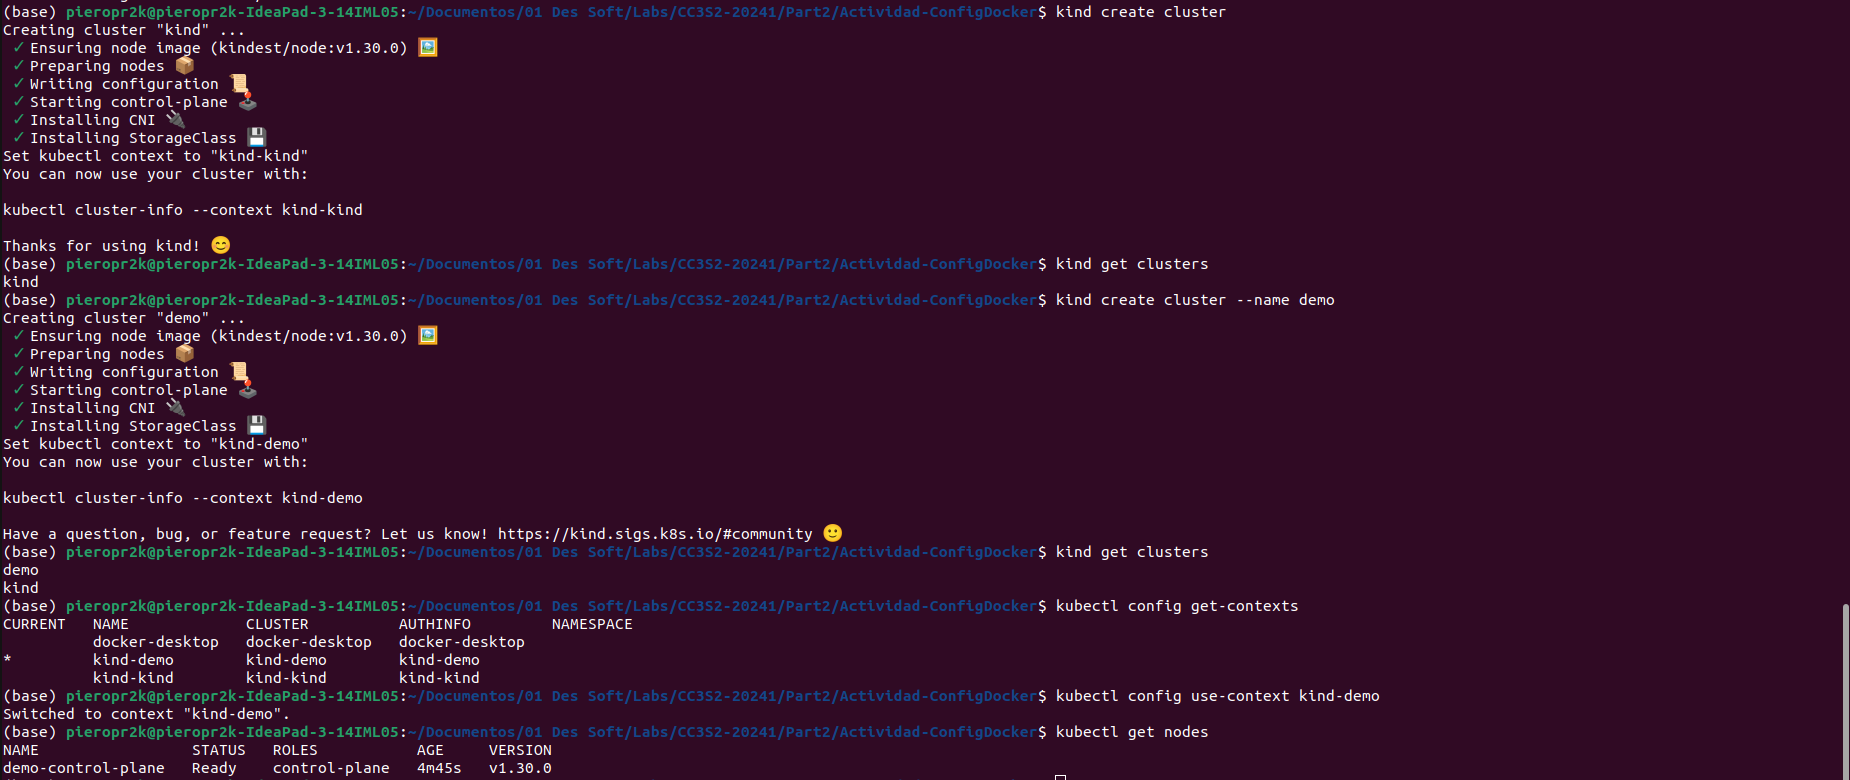 (base) pieropr2k@pieropr2k-IdeaPad-3-14IML05:~/Documentos/01 Des Soft/Labs/CC3S2-20241/Part2/Actividad-ConfigDocker$ kind create cluster
Creating cluster "kind" ...
 ✓ Ensuring node image (kindest/node:v1.30.0) 🖼
 ✓ Preparing nodes 📦
 ✓ Writing configuration 📜
 ✓ Starting control-plane 🕹️
 ✓ Installing CNI 🔌
 ✓ Installing StorageClass 💾
Set kubectl context to "kind-kind"
You can now use your cluster with:

kubectl cluster-info --context kind-kind

Thanks for using kind! 😊
(base) pieropr2k@pieropr2k-IdeaPad-3-14IML05:~/Documentos/01 Des Soft/Labs/CC3S2-20241/Part2/Actividad-ConfigDocker$ kind get clusters
kind
(base) pieropr2k@pieropr2k-IdeaPad-3-14IML05:~/Documentos/01 Des Soft/Labs/CC3S2-20241/Part2/Actividad-ConfigDocker$ kind create cluster --name demo
Creating cluster "demo" ...
 ✓ Ensuring node image (kindest/node:v1.30.0) 🖼
 ✓ Preparing nodes 📦
 ✓ Writing configuration 📜
 ✓ Starting control-plane 🕹️
 ✓ Installing CNI 🔌
 ✓ Installing StorageClass 💾
Set kubectl context to "kind-demo"
You can now use your cluster with:

kubectl cluster-info --context kind-demo

Have a question, bug, or feature request? Let us know! https://kind.sigs.k8s.io/#community 🙂
(base) pieropr2k@pieropr2k-IdeaPad-3-14IML05:~/Documentos/01 Des Soft/Labs/CC3S2-20241/Part2/Actividad-ConfigDocker$ kind get clusters
demo
kind
(base) pieropr2k@pieropr2k-IdeaPad-3-14IML05:~/Documentos/01 Des Soft/Labs/CC3S2-20241/Part2/Actividad-ConfigDocker$ kubectl config get-contexts
CURRENT   NAME             CLUSTER          AUTHINFO         NAMESPACE
          docker-desktop   docker-desktop   docker-desktop
*         kind-demo        kind-demo        kind-demo
          kind-kind        kind-kind        kind-kind
(base) pieropr2k@pieropr2k-IdeaPad-3-14IML05:~/Documentos/01 Des Soft/Labs/CC3S2-20241/Part2/Actividad-ConfigDocker$ kubectl config use-context kind-demo
Switched to context "kind-demo".
(base) pieropr2k@pieropr2k-IdeaPad-3-14IML05:~/Documentos/01 Des Soft/Labs/CC3S2-20241/Part2/Actividad-ConfigDocker$ kubectl get nodes
NAME                 STATUS   ROLES           AGE     VERSION
demo-control-plane   Ready    control-plane   4m45s   v1.30.0